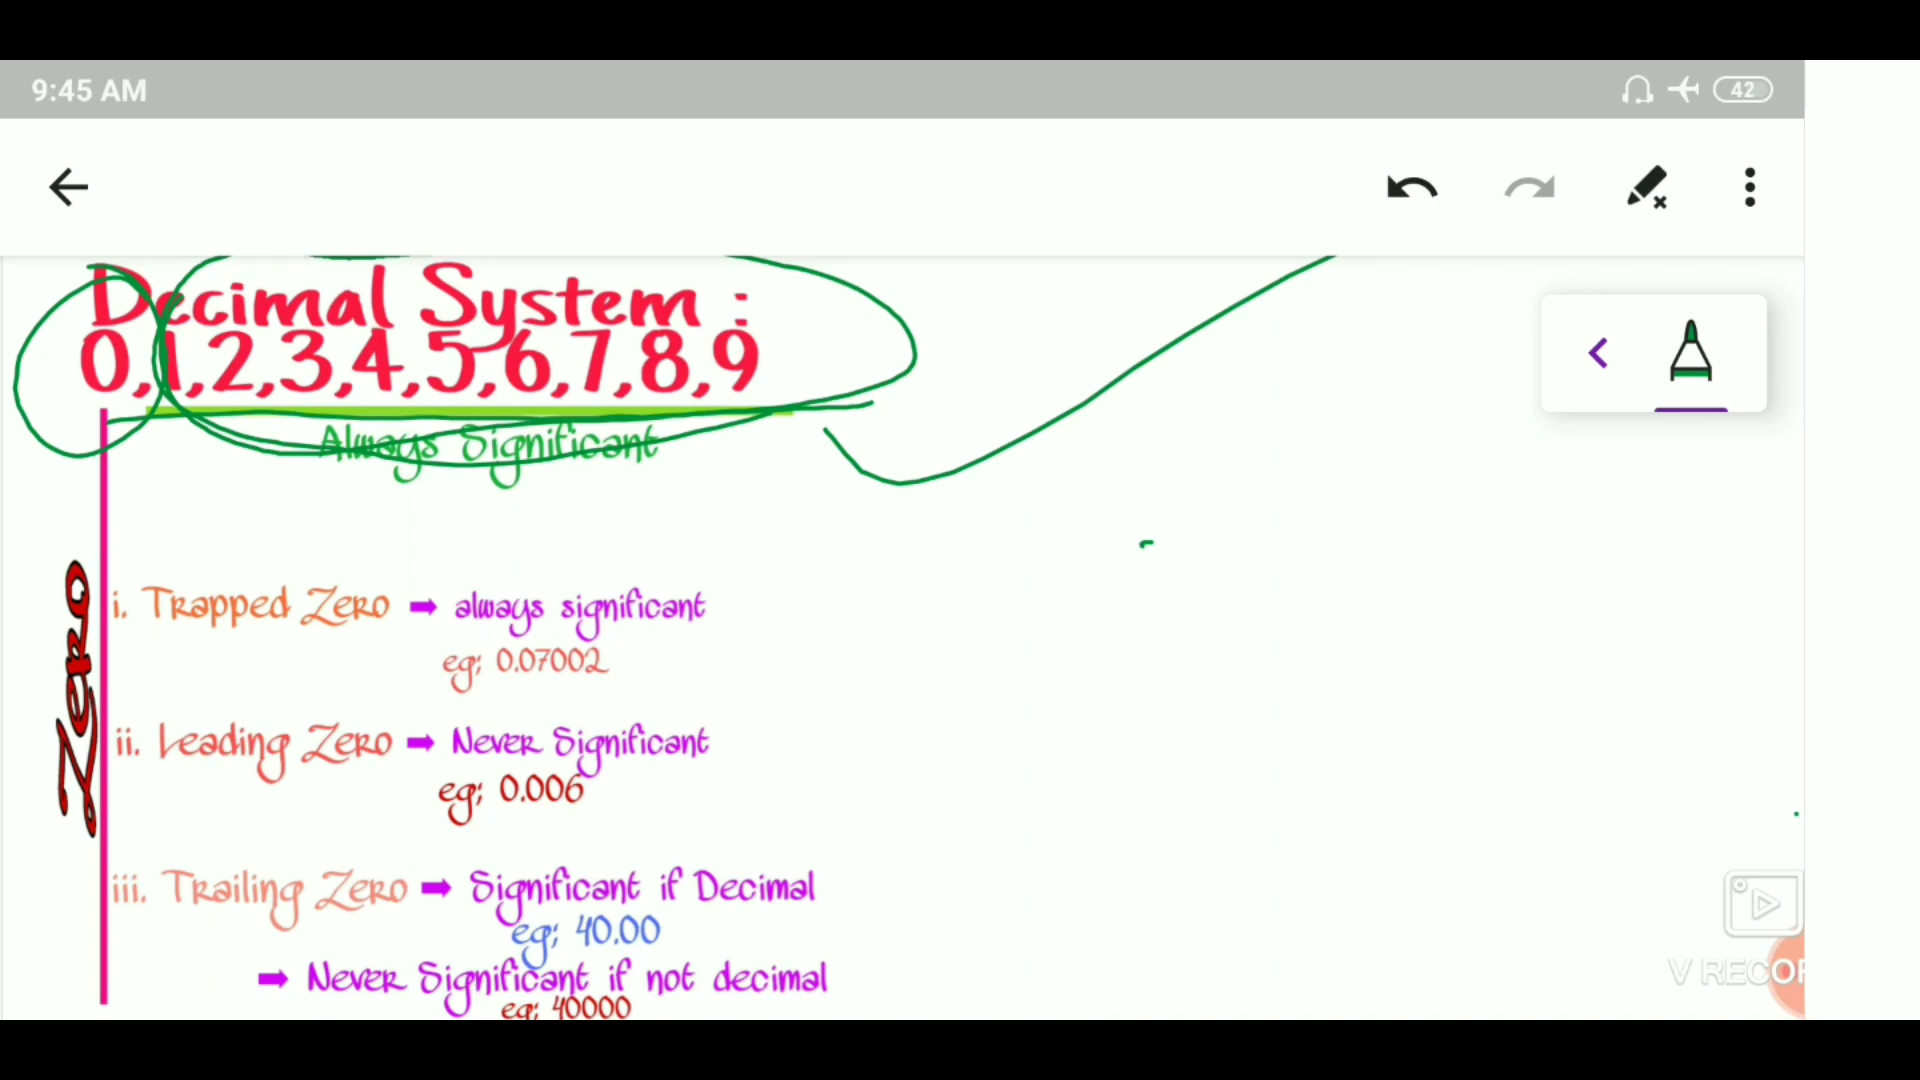 9:45 AM
42
Decimal System :
0,1,2,3,4,5,6,7,8,9
Always Significant
Zero
i. Trapped Zero ➡ always significant
eg; 0.07002
ii. Leading Zero ➡ Never Significant
eg; 0.006
iii. Trailing Zero ➡ Significant if Decimal
eg; 40.00
➡ Never Significant if not decimal
eg; 40000
V RECOR